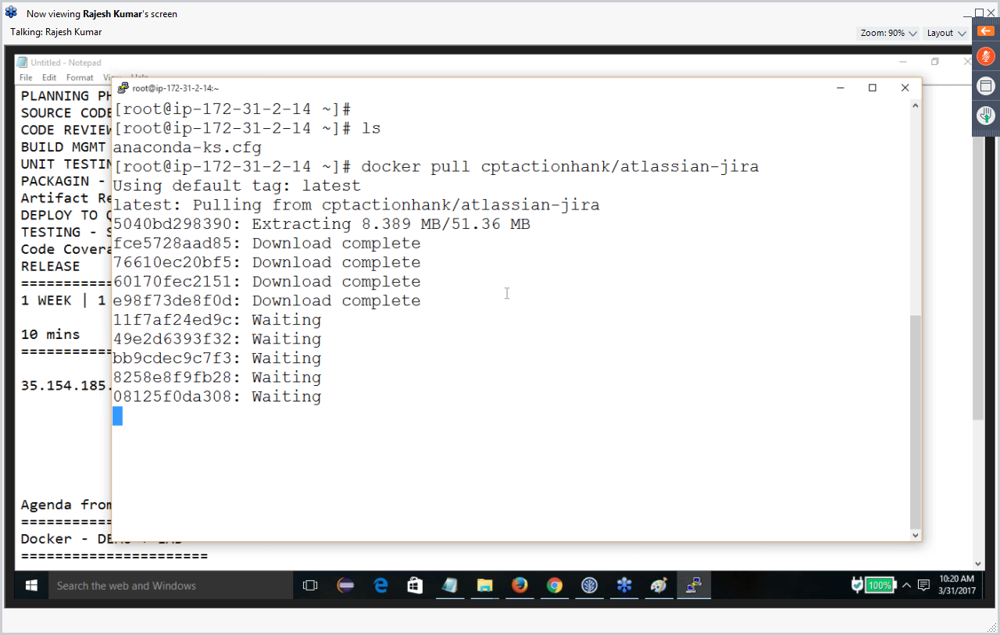 Now viewing Rajesh Kumar's screen
Talking: Rajesh Kumar
Zoom: 90%
Layout
Untitled - Notepad
File Edit Format View Help
PLANNING PH
SOURCE CODE
CODE REVIEW
BUILD MGMT
UNIT TESTIN
PACKAGIN -
Artifact Re
DEPLOY TO Q
TESTING - S
Code Covera
RELEASE
===========
1 WEEK | 1
10 mins
===========
35.154.185.
Agenda from
===========
Docker - DEMO + LAB
======================
root@ip-172-31-2-14:~
[root@ip-172-31-2-14 ~]#
[root@ip-172-31-2-14 ~]# ls
anaconda-ks.cfg
[root@ip-172-31-2-14 ~]# docker pull cptactionhank/atlassian-jira
Using default tag: latest
latest: Pulling from cptactionhank/atlassian-jira
5040bd298390: Extracting 8.389 MB/51.36 MB
fce5728aad85: Download complete
76610ec20bf5: Download complete
60170fec2151: Download complete
e98f73de8f0d: Download complete
11f7af24ed9c: Waiting
49e2d6393f32: Waiting
bb9cdec9c7f3: Waiting
8258e8f9fb28: Waiting
08125f0da308: Waiting
Search the web and Windows
100%
10:20 AM
3/31/2017